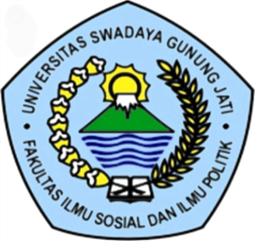 UNIVERSITAS SWADAYA GUNUNG JATI
FAKULTAS ILMU SOSIAL DAN ILMU POLITIK